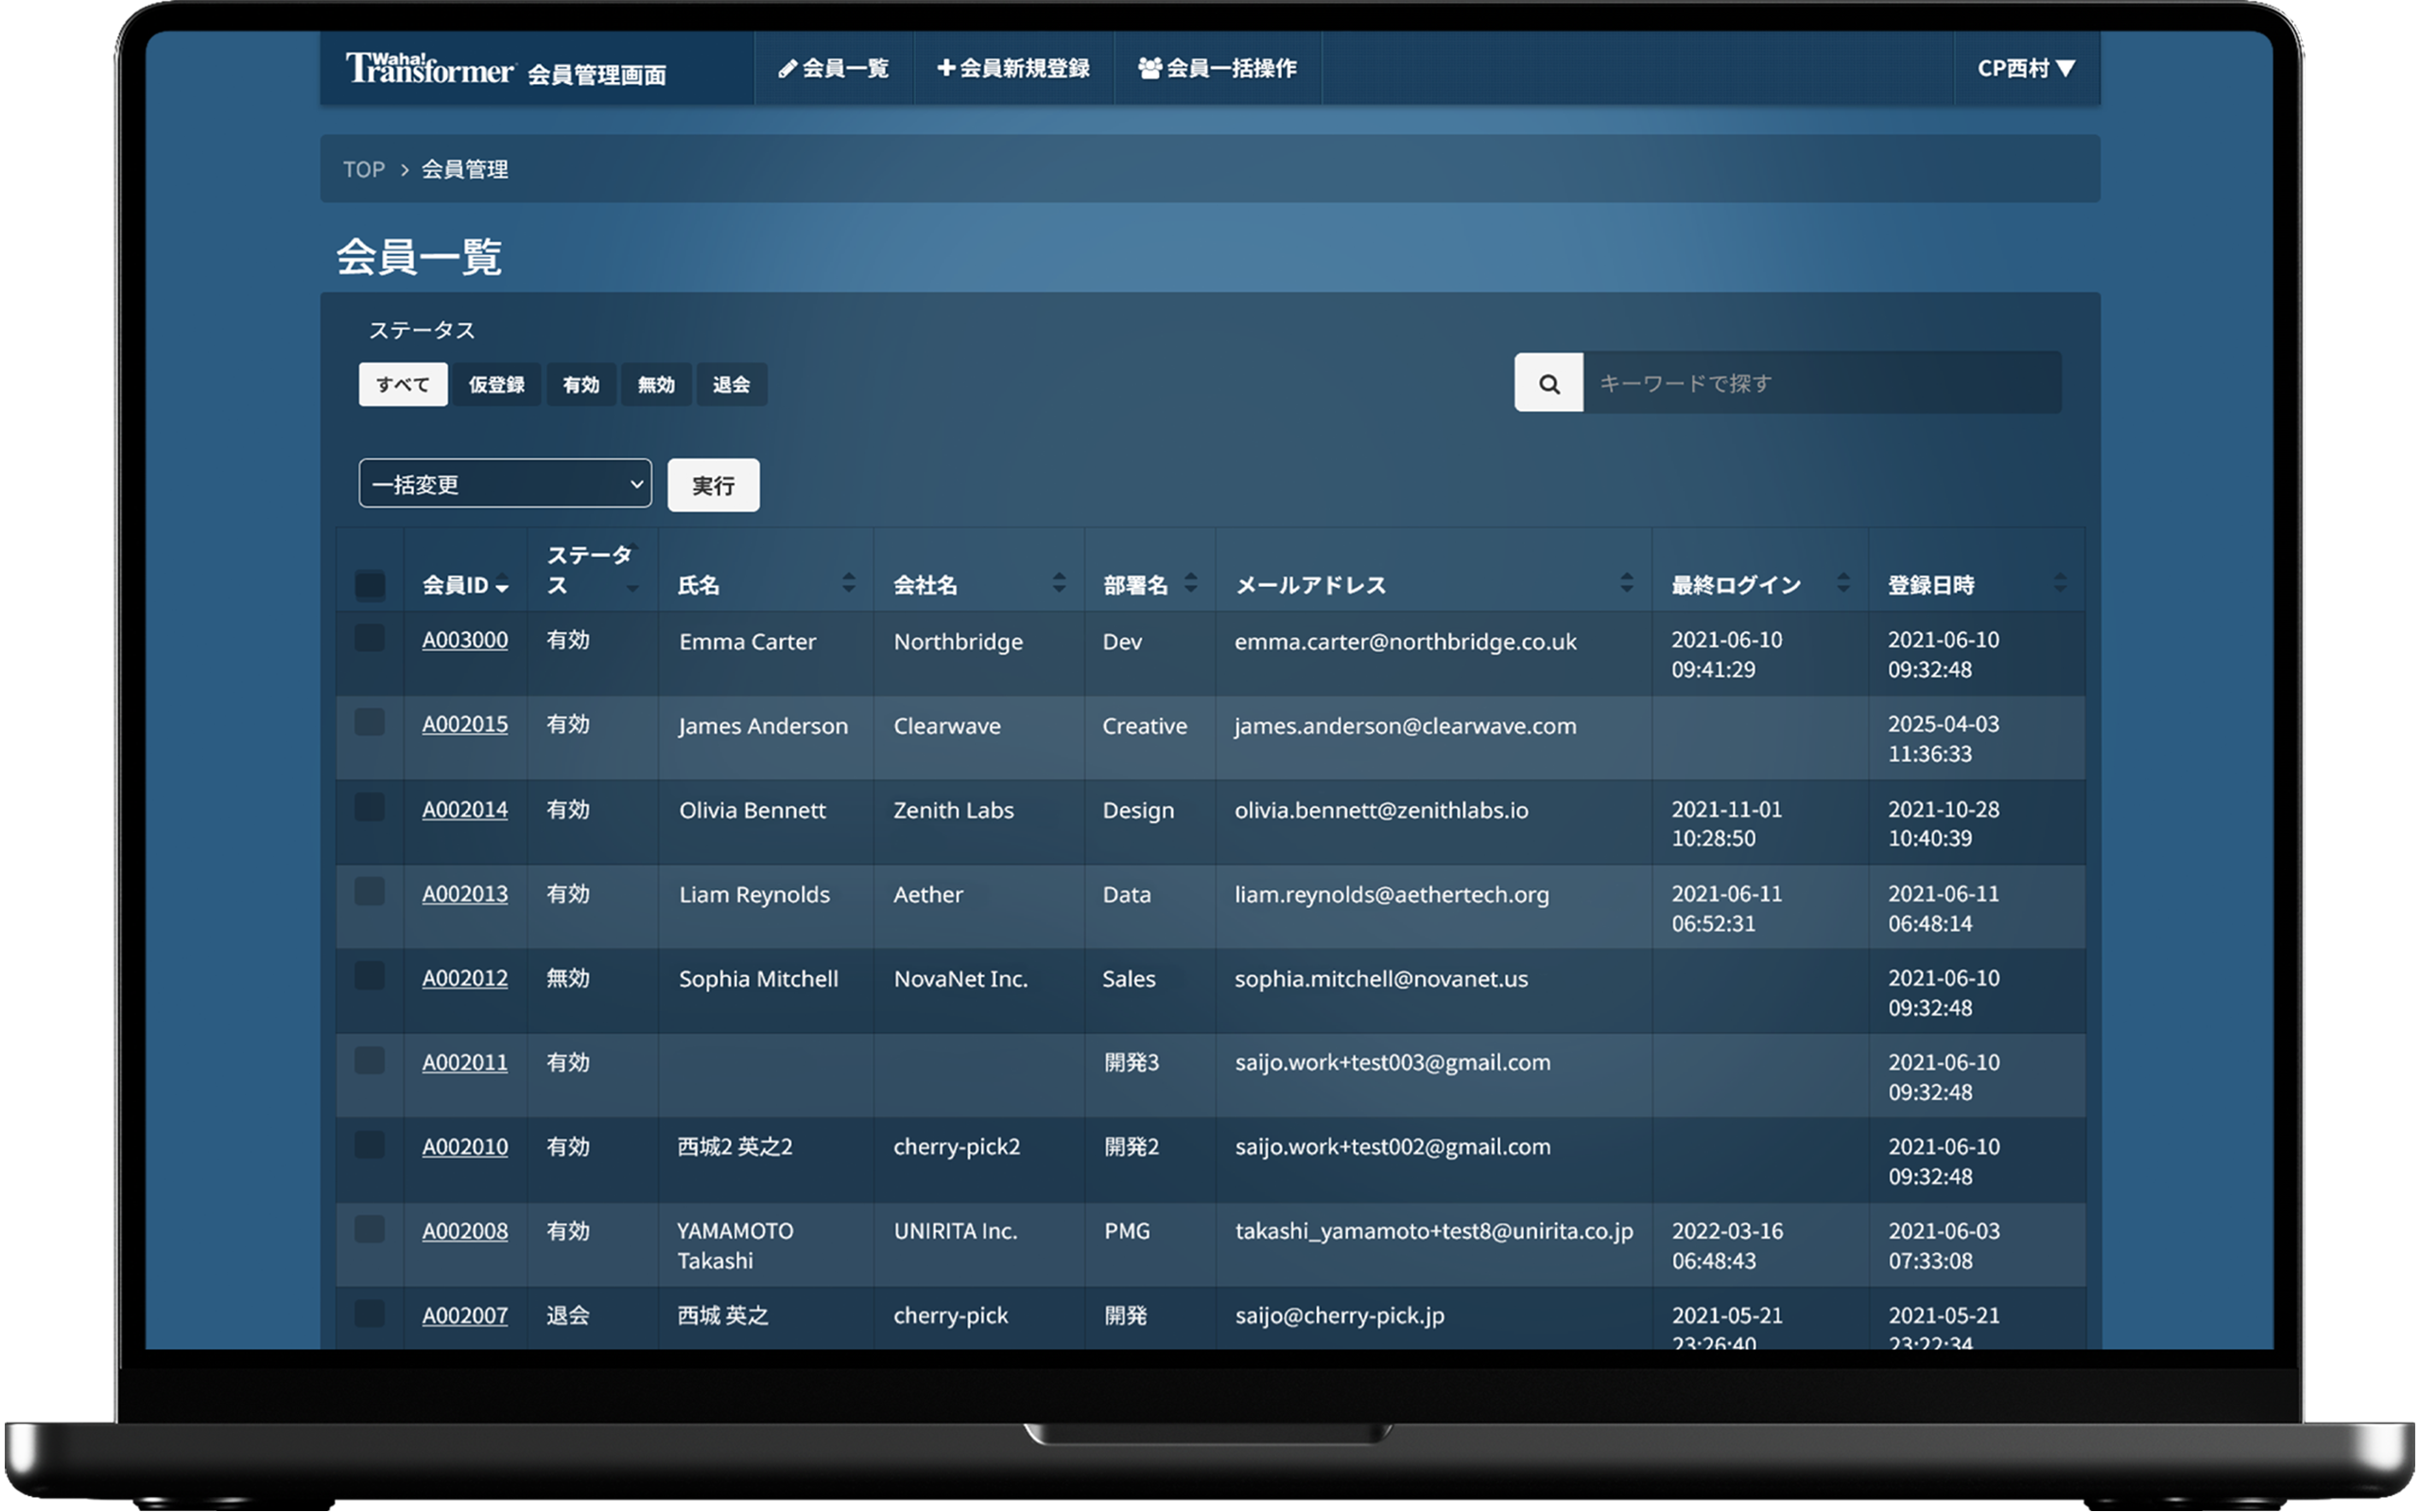 Waha! Transformer 会員管理画面
会員一覧
会員新規登録
会員一括操作
CP西村▼
TOP > 会員管理
会員一覧
ステータス
すべて 仮登録 有効 無効 退会
キーワードで探す
一括変更 実行
会員ID ステータス 氏名 会社名 部署名 メールアドレス 最終ログイン 登録日時
A003000 有効 Emma Carter Northbridge Dev emma.carter@northbridge.co.uk 2021-06-10 09:41:29 2021-06-10 09:32:48
A002015 有効 James Anderson Clearwave Creative james.anderson@clearwave.com 2025-04-03 11:36:33
A002014 有効 Olivia Bennett Zenith Labs Design olivia.bennett@zenithlabs.io 2021-11-01 10:28:50 2021-10-28 10:40:39
A002013 有効 Liam Reynolds Aether Data liam.reynolds@aethertech.org 2021-06-11 06:52:31 2021-06-11 06:48:14
A002012 無効 Sophia Mitchell NovaNet Inc. Sales sophia.mitchell@novanet.us 2021-06-10 09:32:48
A002011 有効 開発3 saijo.work+test003@gmail.com 2021-06-10 09:32:48
A002010 有効 西城2 英之2 cherry-pick2 開発2 saijo.work+test002@gmail.com 2021-06-10 09:32:48
A002008 有効 YAMAMOTO Takashi UNIRITA Inc. PMG takashi_yamamoto+test8@unirita.co.jp 2022-03-16 06:48:43 2021-06-03 07:33:08
A002007 退会 西城 英之 cherry-pick 開発 saijo@cherry-pick.jp 2021-05-21 23:26:40 2021-05-21 23:22:34